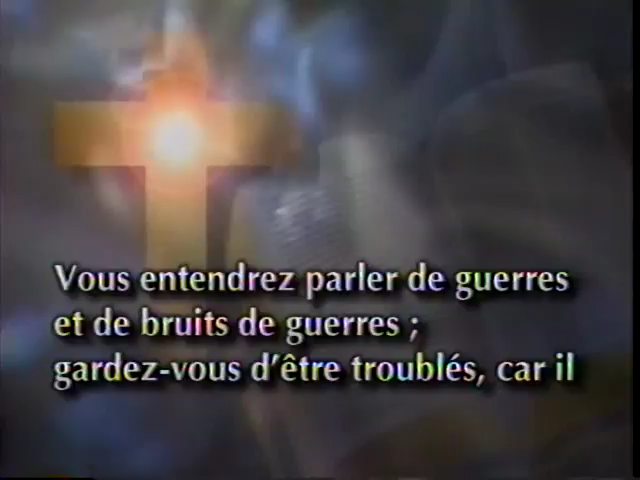 Vous entendrez parler de guerres
et de bruits de guerres ;
gardez-vous d'être troublés, car il